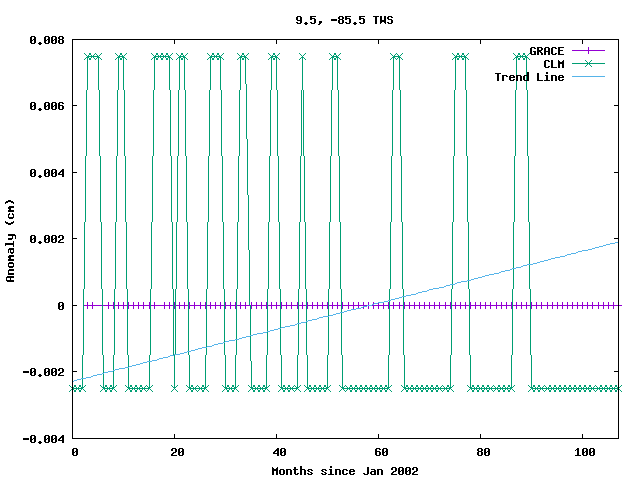 9.5, -85.5 TWS
GRACE
CLM
Trend Line
0.008
0.006
0.004
0.002
0
-0.002
-0.004
Anomaly (cm)
0 20 40 60 80 100
Months since Jan 2002